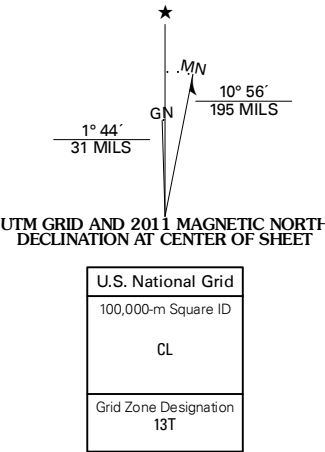 ★
MN
GN
10° 56´
195 MILS
1° 44´
31 MILS
UTM GRID AND 2011 MAGNETIC NORTH
DECLINATION AT CENTER OF SHEET
U.S. National Grid
100,000-m Square ID
CL
Grid Zone Designation
13T